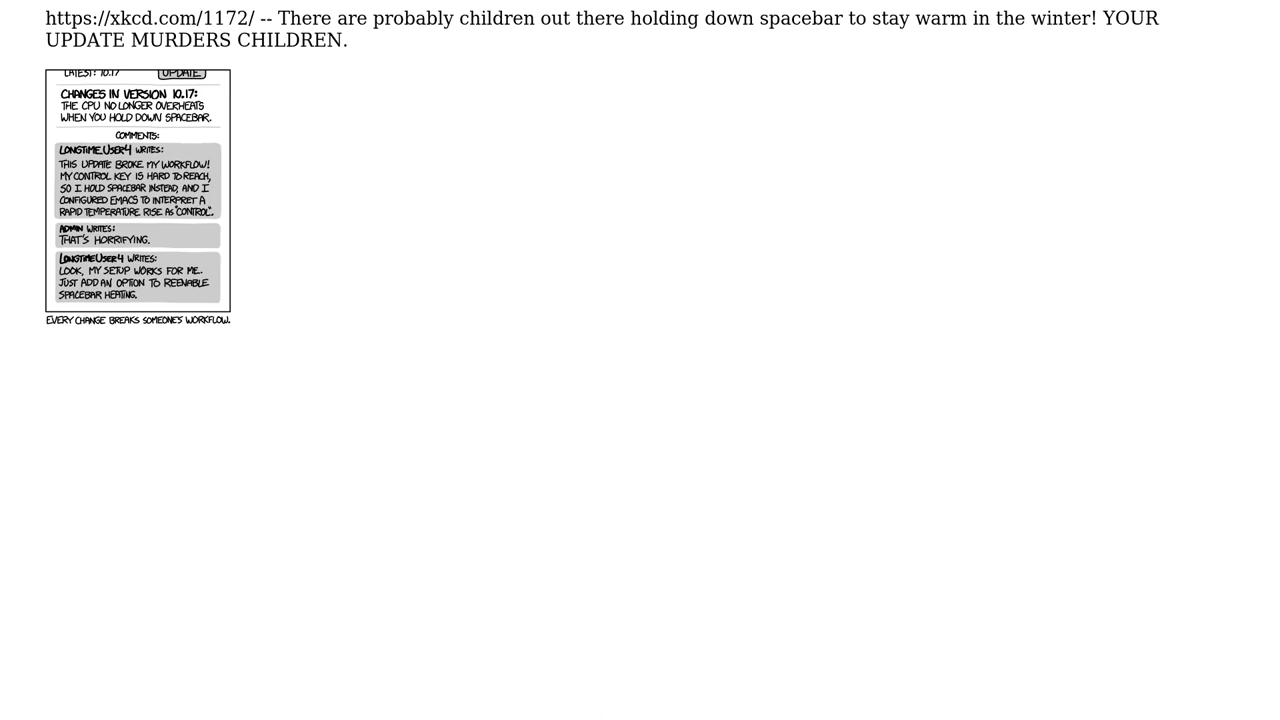 https://xkcd.com/1172/ -- There are probably children out there holding down spacebar to stay warm in the winter! YOUR
UPDATE MURDERS CHILDREN.
LATEST: 10.17 UPDATE
CHANGES IN VERSION 10.17:
THE CPU NO LONGER OVERHEATS
WHEN YOU HOLD DOWN SPACEBAR.
COMMENTS:
LONGTIMEUSER4 WRITES:
THIS UPDATE BROKE MY WORKFLOW!
MY CONTROL KEY IS HARD TO REACH,
SO I HOLD SPACEBAR INSTEAD, AND I
CONFIGURED EMACS TO INTERPRET A
RAPID TEMPERATURE RISE AS "CONTROL".
ADMIN WRITES:
THAT'S HORRIFYING.
LONGTIMEUSER4 WRITES:
LOOK, MY SETUP WORKS FOR ME.
JUST ADD AN OPTION TO REENABLE
SPACEBAR HEATING.
EVERY CHANGE BREAKS SOMEONE'S WORKFLOW.